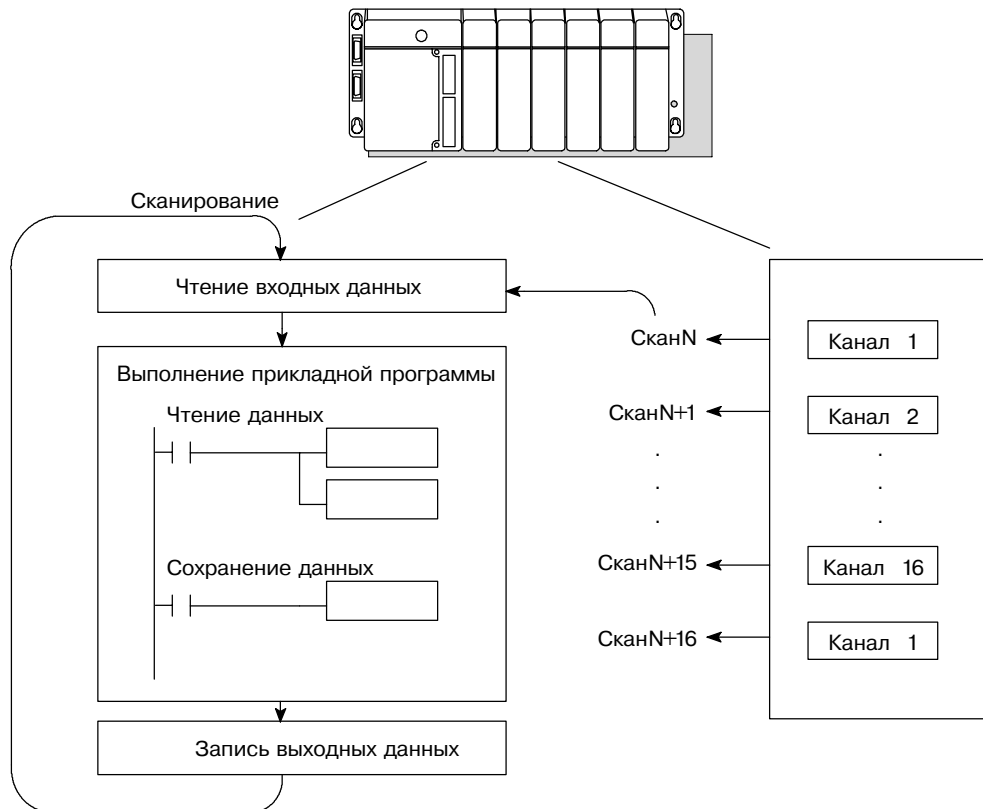 Сканирование
Чтение входных данных
Выполнение прикладной программы
Чтение данных
Сохранение данных
Запись выходных данных
СканN
Канал 1
СканN+1
Канал 2
.
.
.
.
.
.
СканN+15
Канал 16
СканN+16
Канал 1